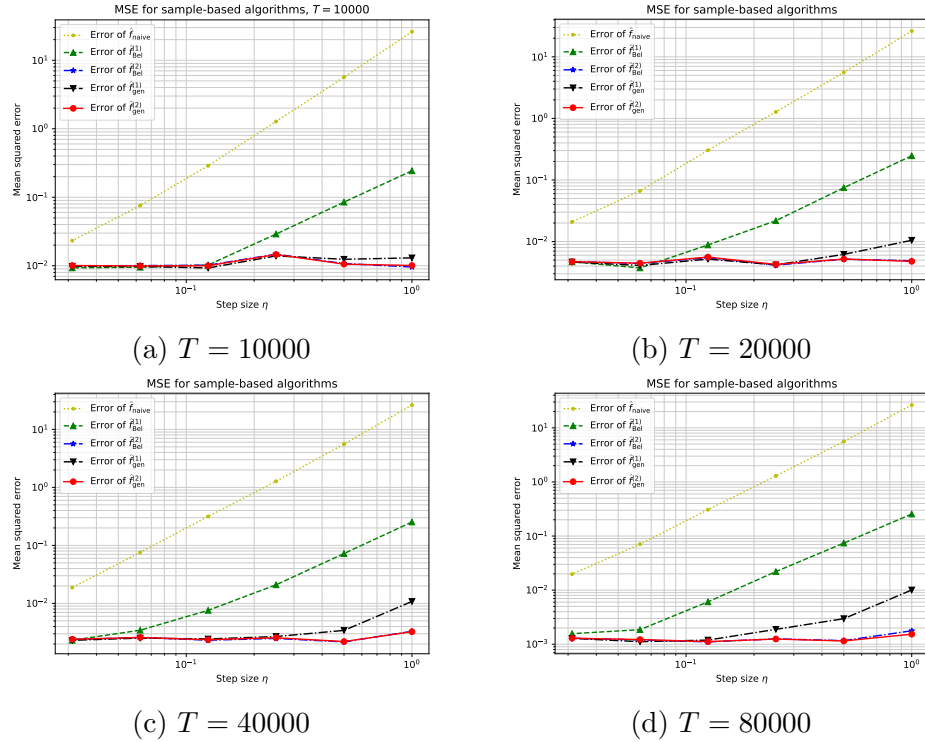 MSE for sample-based algorithms, T = 10000
Mean squared error
10¹
10⁰
10⁻¹
10⁻²
Error of f̂naive
Error of f̂Bel⁽¹⁾
Error of f̂Bel⁽²⁾
Error of f̂gen⁽¹⁾
Error of f̂gen⁽²⁾
10⁻¹
10⁰
Step size η
(a) T = 10000
MSE for sample-based algorithms
Mean squared error
10¹
10⁰
10⁻¹
10⁻²
Error of f̂naive
Error of f̂Bel⁽¹⁾
Error of f̂Bel⁽²⁾
Error of f̂gen⁽¹⁾
Error of f̂gen⁽²⁾
10⁻¹
10⁰
Step size η
(b) T = 20000
MSE for sample-based algorithms
Mean squared error
10¹
10⁰
10⁻¹
10⁻²
Error of f̂naive
Error of f̂Bel⁽¹⁾
Error of f̂Bel⁽²⁾
Error of f̂gen⁽¹⁾
Error of f̂gen⁽²⁾
10⁻¹
10⁰
Step size η
(c) T = 40000
MSE for sample-based algorithms
Mean squared error
10¹
10⁰
10⁻¹
10⁻²
10⁻³
Error of f̂naive
Error of f̂Bel⁽¹⁾
Error of f̂Bel⁽²⁾
Error of f̂gen⁽¹⁾
Error of f̂gen⁽²⁾
10⁻¹
10⁰
Step size η
(d) T = 80000